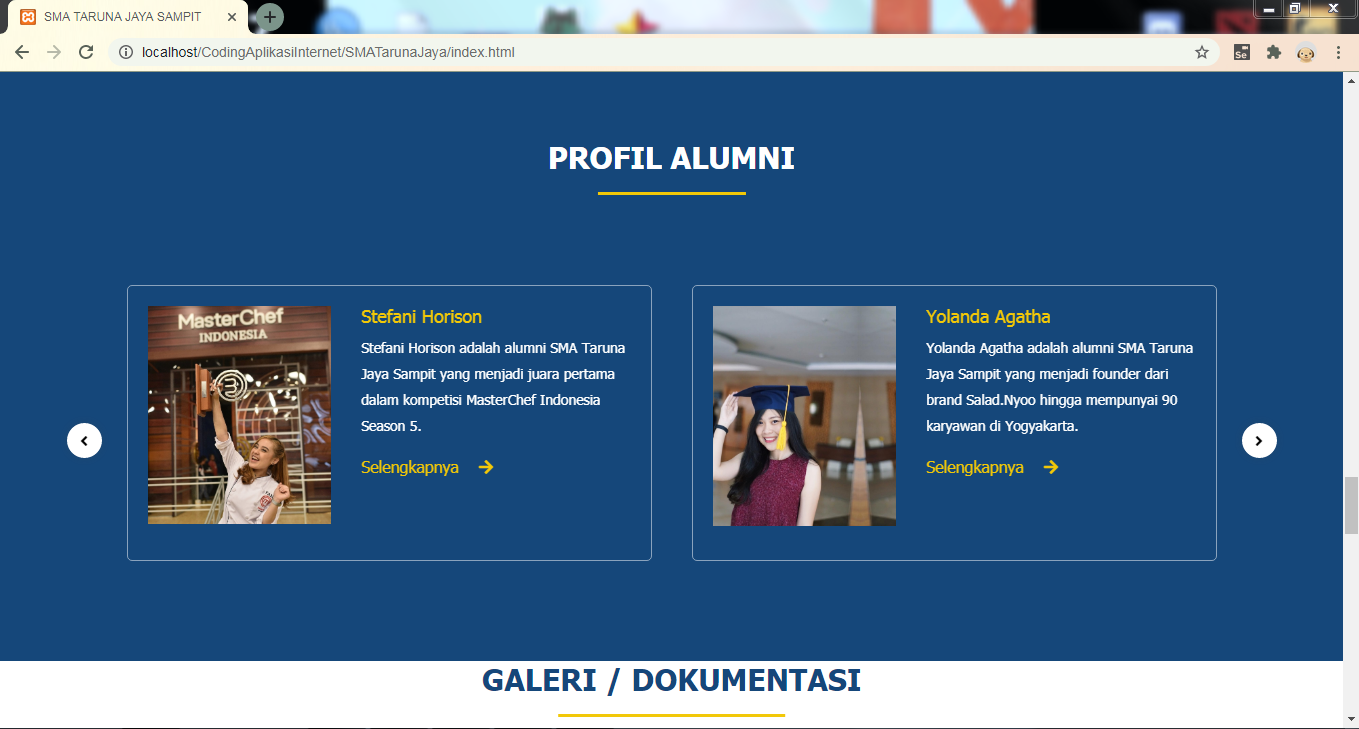 SMA TARUNA JAYA SAMPIT
localhost/CodingAplikasiInternet/SMATarunaJaya/index.html
Se
PROFIL ALUMNI
MasterChef
INDONESIA
Stefani Horison
Stefani Horison adalah alumni SMA Taruna
Jaya Sampit yang menjadi juara pertama
dalam kompetisi MasterChef Indonesia
Season 5.
Selengkapnya
Yolanda Agatha
Yolanda Agatha adalah alumni SMA Taruna
Jaya Sampit yang menjadi founder dari
brand Salad.Nyoo hingga mempunyai 90
karyawan di Yogyakarta.
Selengkapnya
GALERI / DOKUMENTASI